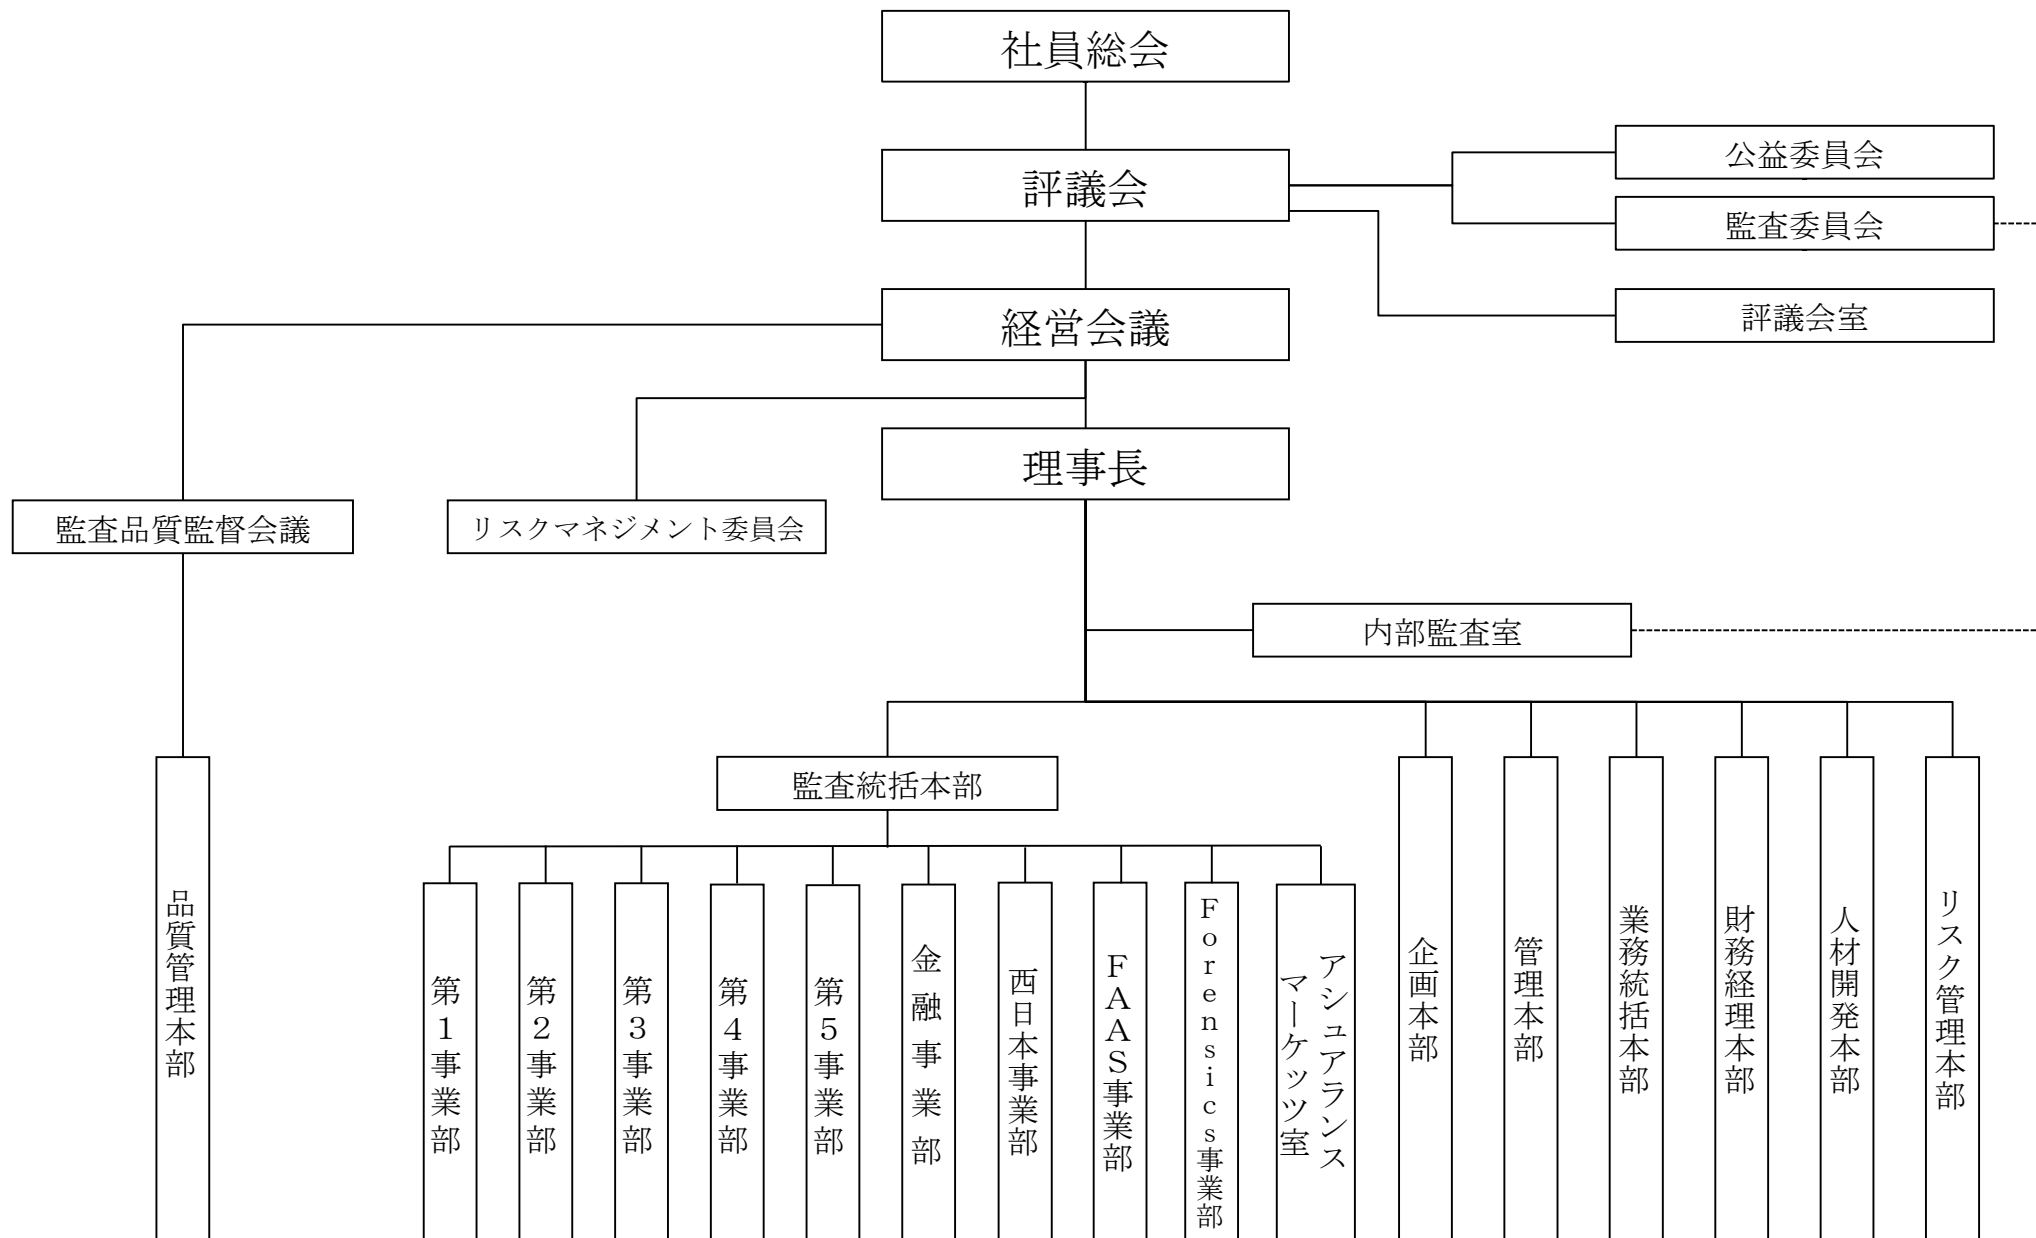 社員総会
評議会
公益委員会
監査委員会
経営会議
評議会室
理事長
監査品質監督会議
リスクマネジメント委員会
内部監査室
監査統括本部
品質管理本部
第１事業部
第２事業部
第３事業部
第４事業部
第５事業部
金融事業部
西日本事業部
ＦＡＡＳ事業部
Ｆｏｒｅｎｓｉｃｓ事業部
アシュアランス
マーケッツ室
企画本部
管理本部
業務統括本部
財務経理本部
人材開発本部
リスク管理本部